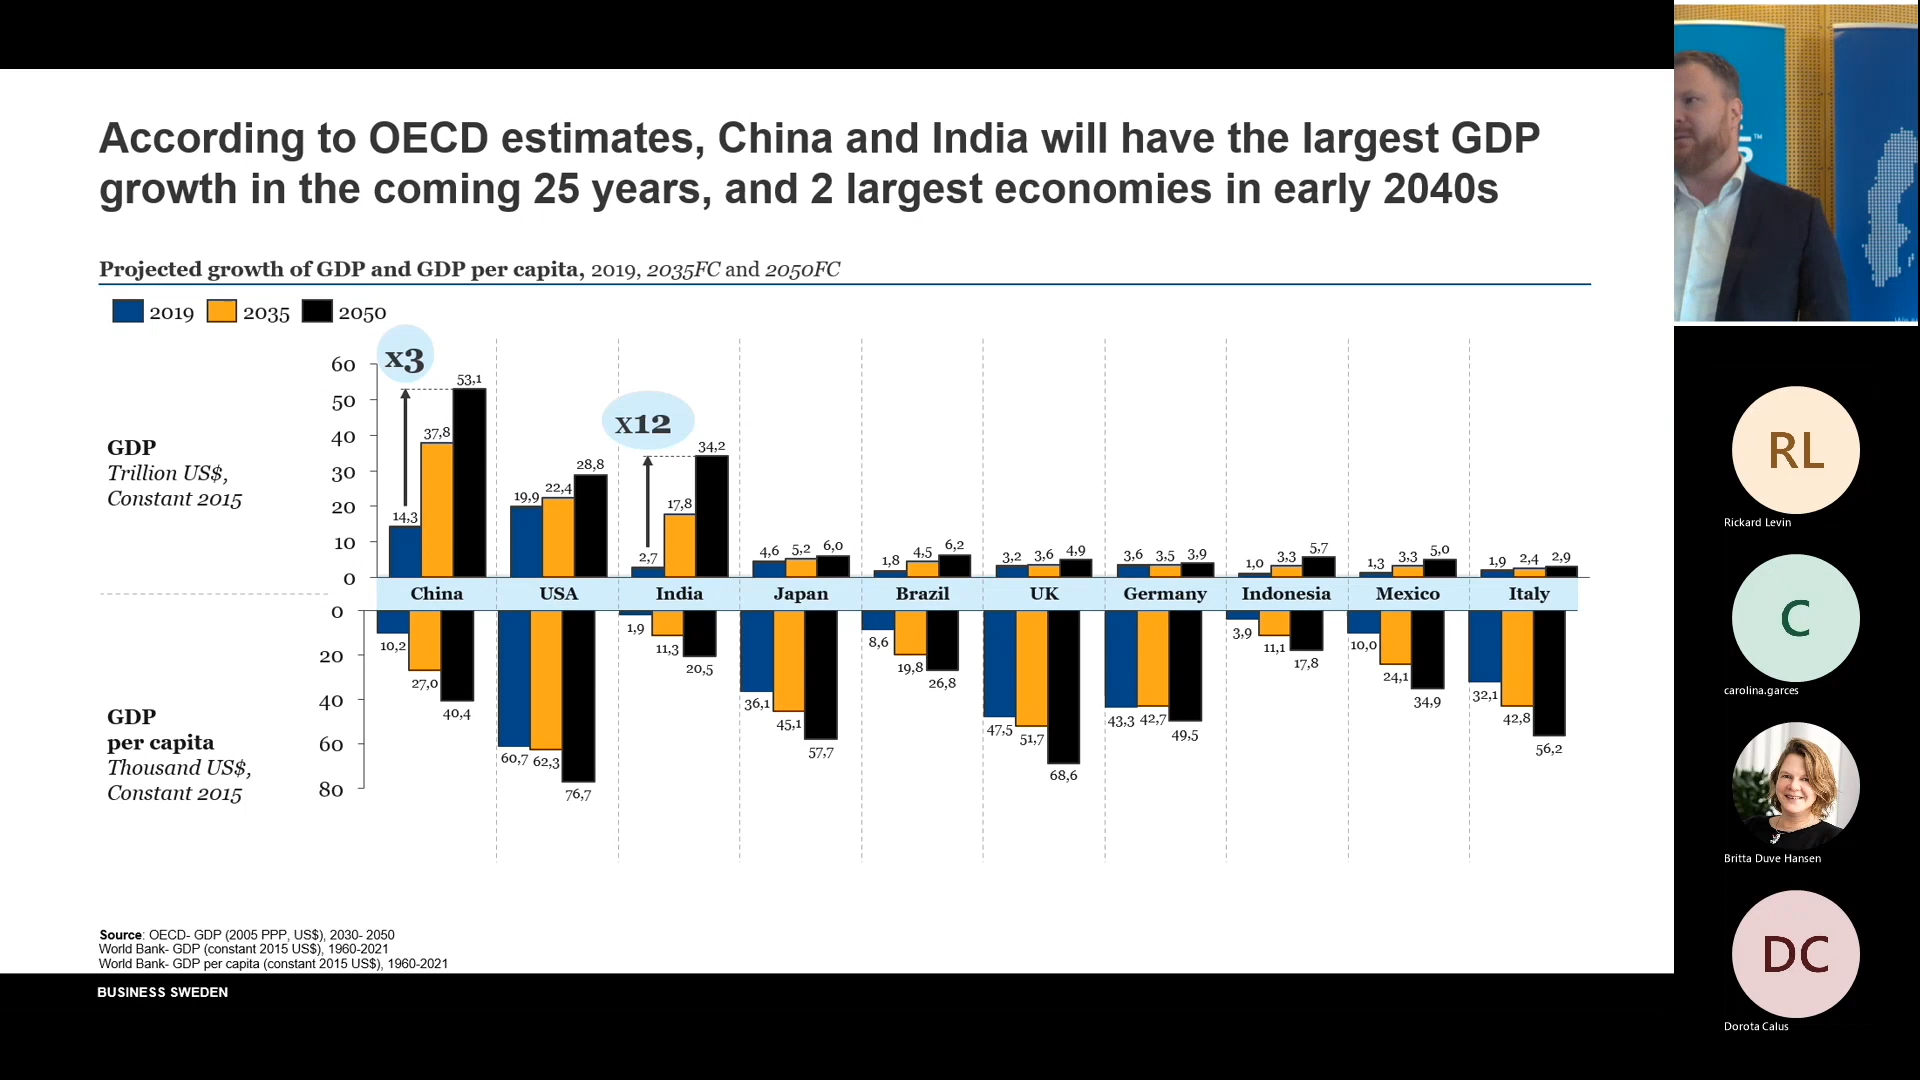 According to OECD estimates, China and India will have the largest GDP
growth in the coming 25 years, and 2 largest economies in early 2040s
Projected growth of GDP and GDP per capita, 2019, 2035FC and 2050FC
2019 2035 2050
x3
x12
GDP
Trillion US$,
Constant 2015
60
50
40
30
20
10
0
14,3 37,8 53,1
19,9 22,4 28,8
2,7 17,8 34,2
4,6 5,2 6,0
1,8 4,5 6,2
3,2 3,6 4,9
3,6 3,5 3,9
1,0 3,3 5,7
1,3 3,3 5,0
1,9 2,4 2,9
China USA India Japan Brazil UK Germany Indonesia Mexico Italy
GDP
per capita
Thousand US$,
Constant 2015
0
20
40
60
80
10,2 27,0 40,4
60,7 62,3 76,7
1,9 11,3 20,5
36,1 45,1 57,7
8,6 19,8 26,8
47,5 51,7 68,6
43,3 42,7 49,5
3,9 11,1 17,8
10,0 24,1 34,9
32,1 42,8 56,2
Source: OECD- GDP (2005 PPP, US$), 2030- 2050
World Bank- GDP (constant 2015 US$), 1960-2021
World Bank- GDP per capita (constant 2015 US$), 1960-2021
BUSINESS SWEDEN
RL
Rickard Levin
C
carolina.garces
Britta Duve Hansen
DC
Dorota Calus